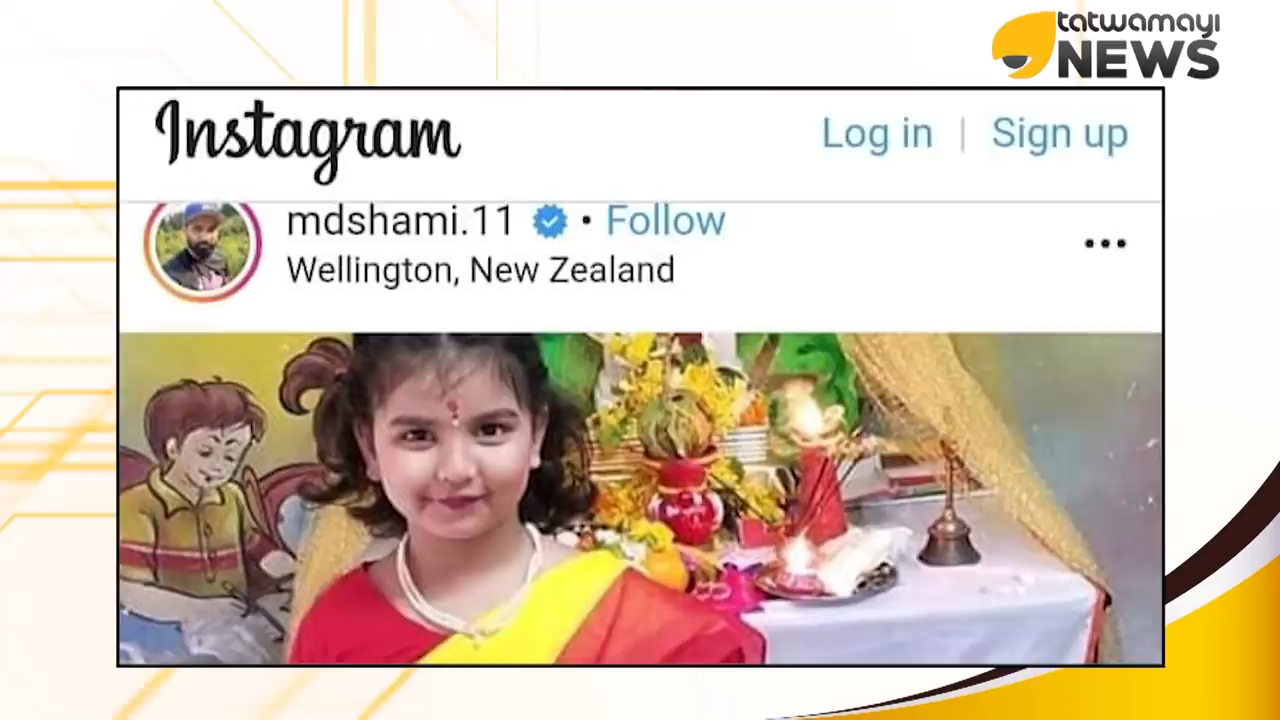 tatwamayi
NEWS
Instagram
Log in | Sign up
mdshami.11 • Follow
Wellington, New Zealand